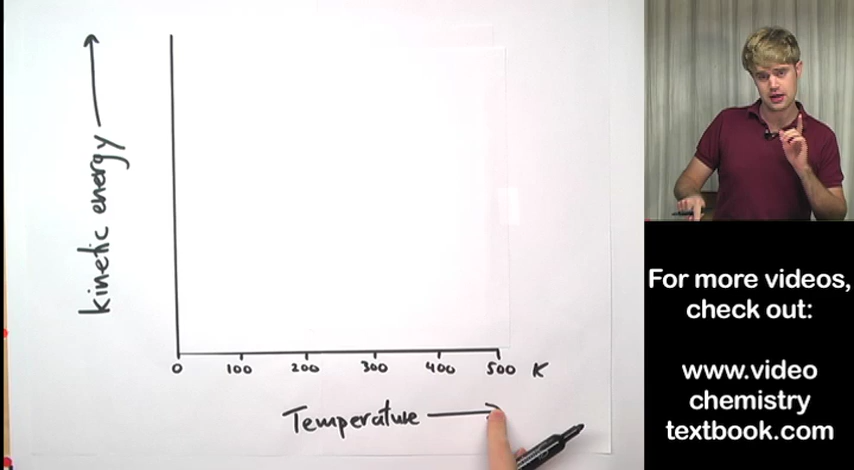 kinetic energy
0 100 200 300 400 500 K
Temperature
For more videos,
check out:
www.video
chemistry
textbook.com